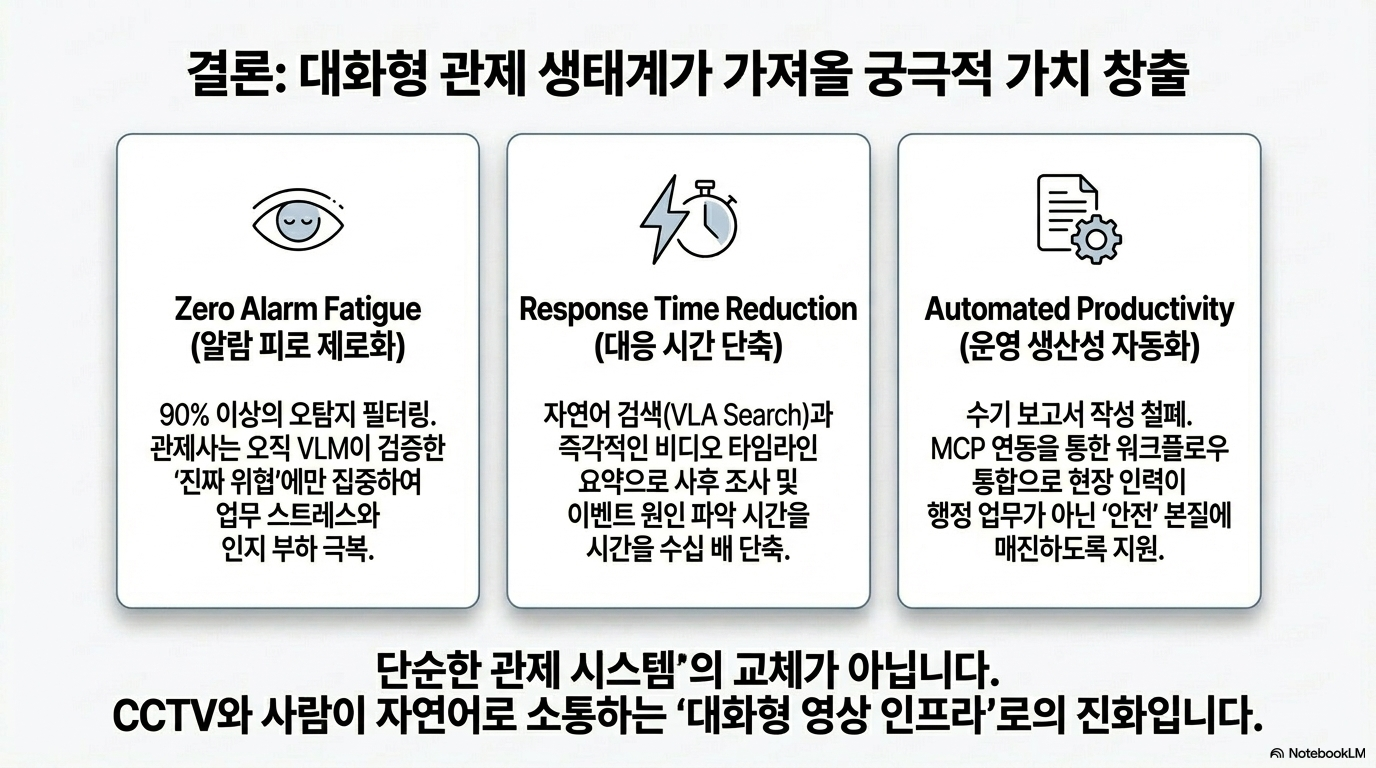 결론: 대화형 관제 생태계가 가져올 궁극적 가치 창출
Zero Alarm Fatigue
(알람 피로 제로화)
90% 이상의 오탐지 필터링.
관제사는 오직 VLM이 검증한
‘진짜 위협’에만 집중하여
업무 스트레스와
인지 부하 극복.
Response Time Reduction
(대응 시간 단축)
자연어 검색(VLA Search)과
즉각적인 비디오 타임라인
요약으로 사후 조사 및
이벤트 원인 파악 시간을
시간을 수십 배 단축.
Automated Productivity
(운영 생산성 자동화)
수기 보고서 작성 철폐.
MCP 연동을 통한 워크플로우
통합으로 현장 인력이
행정 업무가 아닌 ‘안전’ 본질에
매진하도록 지원.
단순한 관제 시스템’의 교체가 아닙니다.
CCTV와 사람이 자연어로 소통하는 ‘대화형 영상 인프라’로의 진화입니다.
NotebookLM